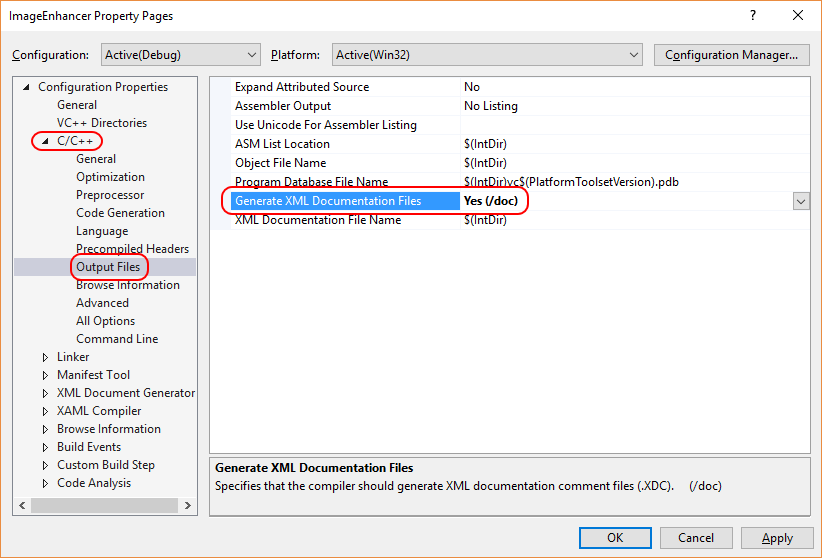 ImageEnhancer Property Pages
? 
Configuration: Active(Debug) Platform: Active(Win32) Configuration Manager...
Configuration Properties
General
VC++ Directories
C/C++
General
Optimization
Preprocessor
Code Generation
Language
Precompiled Headers
Output Files
Browse Information
Advanced
All Options
Command Line
Linker
Manifest Tool
XML Document Generator
XAML Compiler
Browse Information
Build Events
Custom Build Step
Code Analysis
Expand Attributed Source No
Assembler Output No Listing
Use Unicode For Assembler Listing
ASM List Location $(IntDir)
Object File Name $(IntDir)
Program Database File Name $(IntDir)vc$(PlatformToolsetVersion).pdb
Generate XML Documentation Files Yes (/doc)
XML Documentation File Name $(IntDir)
Generate XML Documentation Files
Specifies that the compiler should generate XML documentation comment files (.XDC). (/doc)
OK Cancel Apply